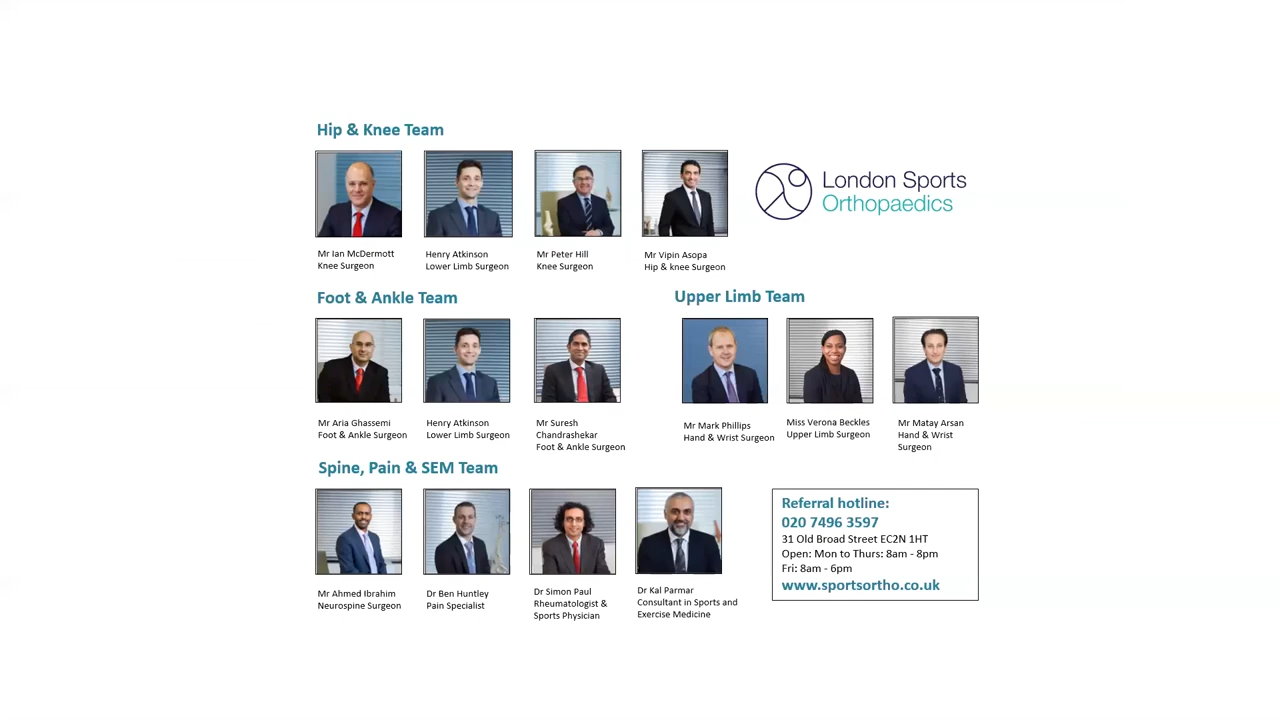 Hip & Knee Team
London Sports
Orthopaedics
Mr Ian McDermott
Knee Surgeon
Henry Atkinson
Lower Limb Surgeon
Mr Peter Hill
Knee Surgeon
Mr Vipin Asopa
Hip & knee Surgeon
Foot & Ankle Team
Mr Aria Ghassemi
Foot & Ankle Surgeon
Henry Atkinson
Lower Limb Surgeon
Mr Suresh
Chandrashekar
Foot & Ankle Surgeon
Upper Limb Team
Mr Mark Phillips
Hand & Wrist Surgeon
Miss Verona Beckles
Upper Limb Surgeon
Mr Matay Arsan
Hand & Wrist
Surgeon
Spine, Pain & SEM Team
Mr Ahmed Ibrahim
Neurospine Surgeon
Dr Ben Huntley
Pain Specialist
Dr Simon Paul
Rheumatologist &
Sports Physician
Dr Kal Parmar
Consultant in Sports and
Exercise Medicine
Referral hotline:
020 7496 3597
31 Old Broad Street EC2N 1HT
Open: Mon to Thurs: 8am - 8pm
Fri: 8am - 6pm
www.sportsortho.co.uk